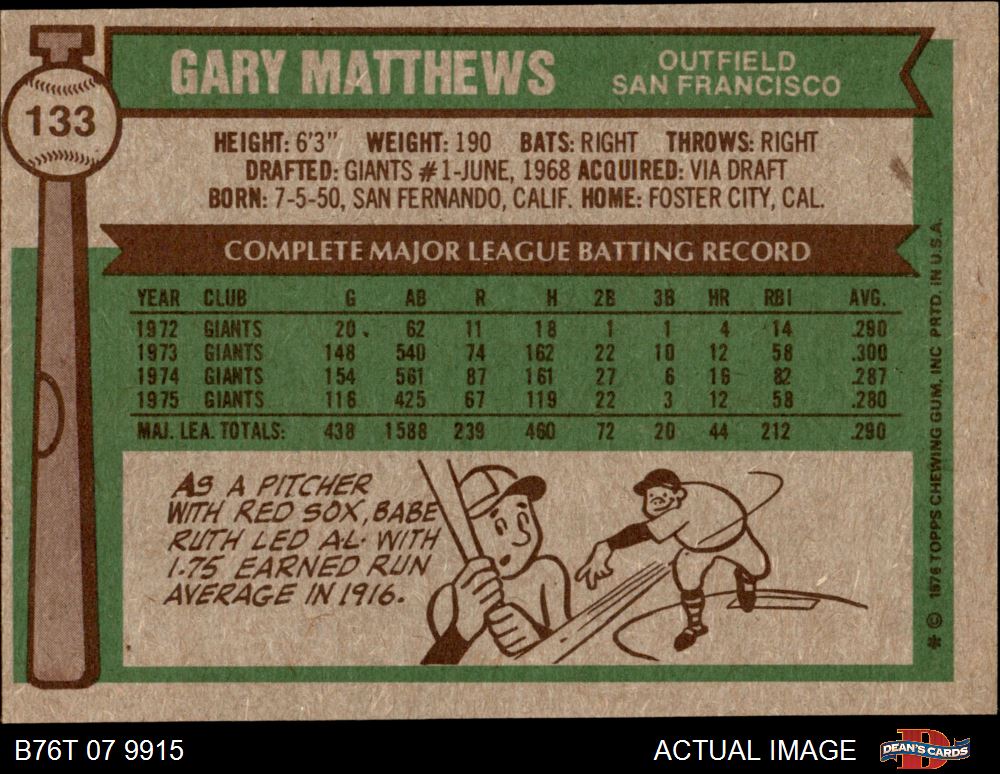 133
GARY MATTHEWS
OUTFIELD
SAN FRANCISCO
HEIGHT: 6'3" WEIGHT: 190 BATS: RIGHT THROWS: RIGHT
DRAFTED: GIANTS #1-JUNE, 1968 ACQUIRED: VIA DRAFT
BORN: 7-5-50, SAN FERNANDO, CALIF. HOME: FOSTER CITY, CAL.
COMPLETE MAJOR LEAGUE BATTING RECORD
YEAR CLUB G AB R H 2B 3B HR RBI AVG.
1972 GIANTS 20 62 11 18 1 1 4 14 .290
1973 GIANTS 148 540 74 162 22 10 12 58 .300
1974 GIANTS 154 561 87 161 27 6 16 82 .287
1975 GIANTS 116 425 67 119 22 3 12 58 .280
MAJ. LEA. TOTALS: 438 1588 239 460 72 20 44 212 .290
AS A PITCHER
WITH RED SOX, BABE
RUTH LED A.L. WITH
1.75 EARNED RUN
AVERAGE IN 1916.
* © 1976 TOPPS CHEWING GUM, INC PRTD. IN U.S.A.
B76T 07 9915
ACTUAL IMAGE
DEAN'S CARDS